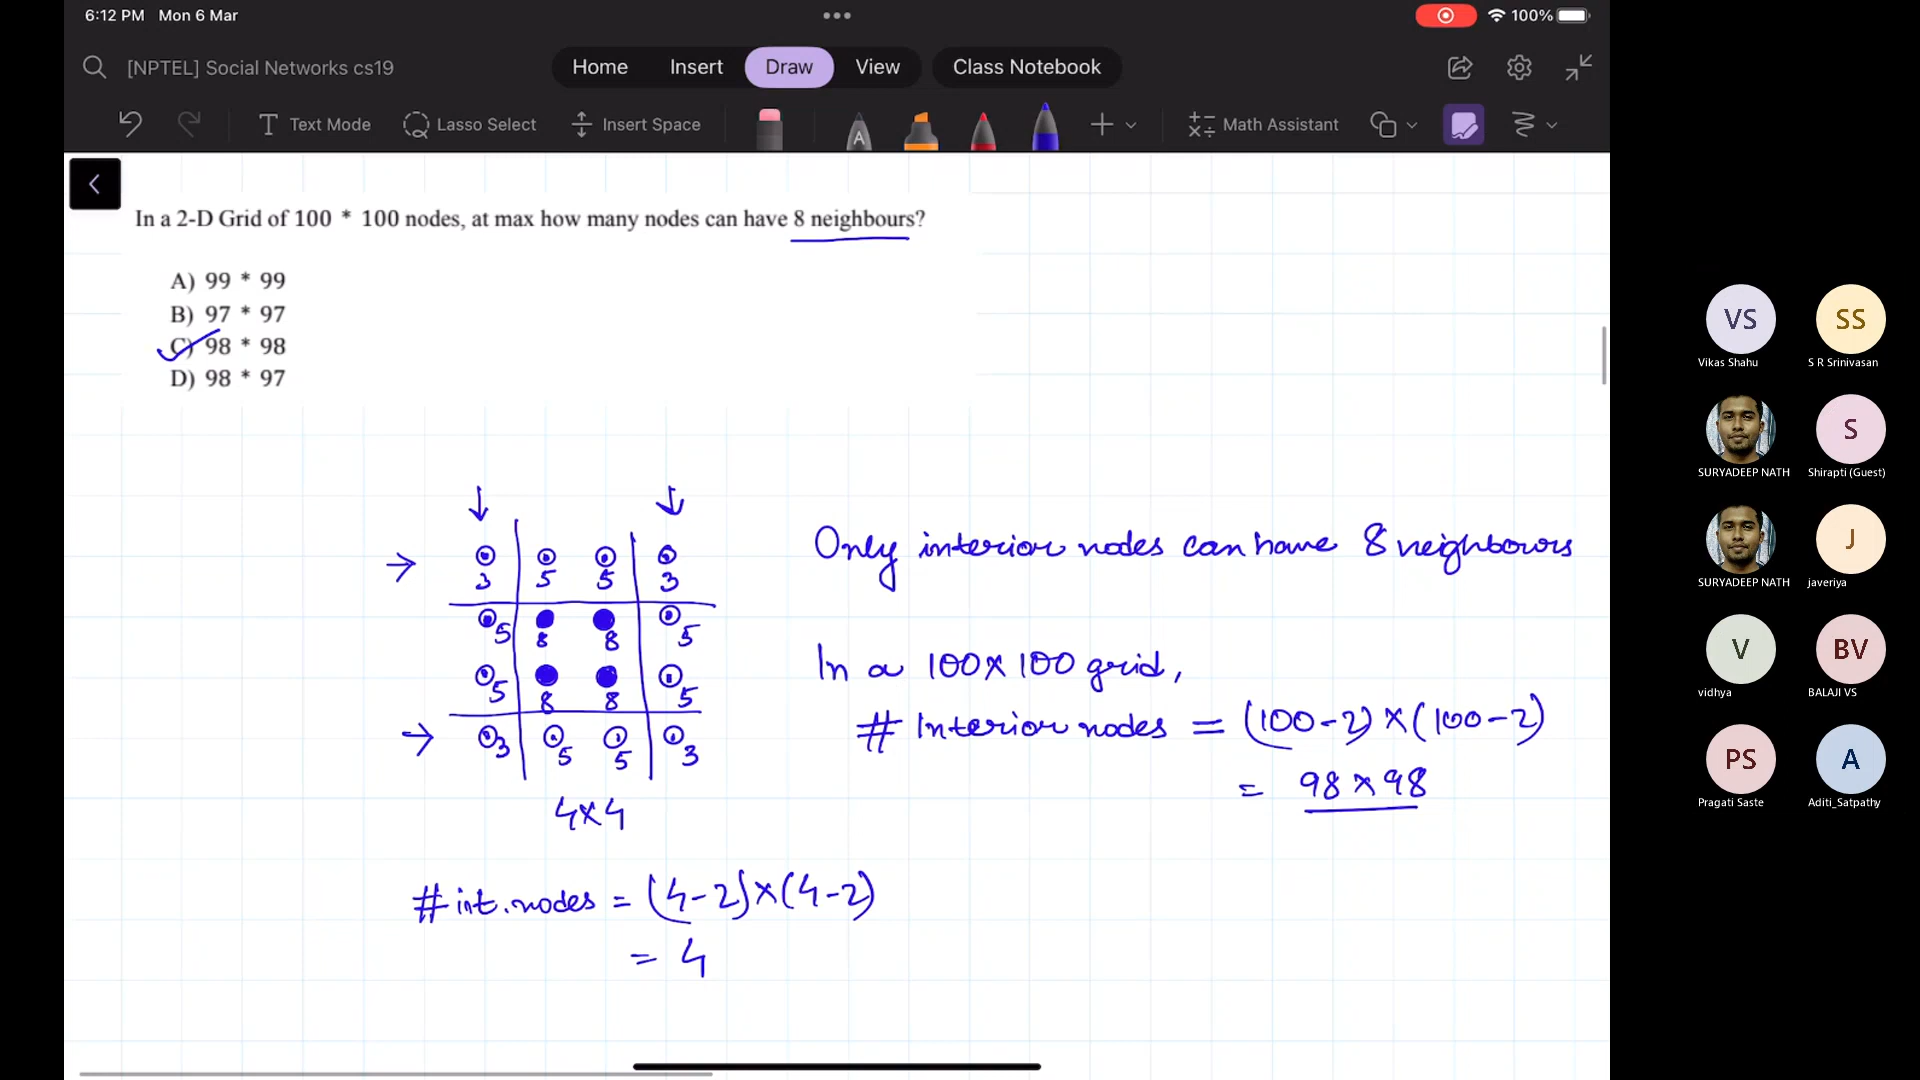 6:12 PM Mon 6 Mar
100%
[NPTEL] Social Networks cs19
Home Insert Draw View Class Notebook
Text Mode Lasso Select Insert Space A Math Assistant
In a 2-D Grid of 100 * 100 nodes, at max how many nodes can have 8 neighbours?
A) 99 * 99
B) 97 * 97
C) 98 * 98
D) 98 * 97
3 5 5 3
5 8 8 5
5 8 8 5
3 5 5 3
4x4
#int.nodes = (4-2)x(4-2)
= 4
Only interior nodes can have 8 neighbours
In a 100x100 grid,
# Interior nodes = (100-2)x(100-2)
= 98x98
VS SS
Vikas Shahu S R Srinivasan
S
SURYADEEP NATH Shirapti (Guest)
J
SURYADEEP NATH javeriya
V BV
vidhya BALAJI VS
PS A
Pragati Saste Aditi_Satpathy